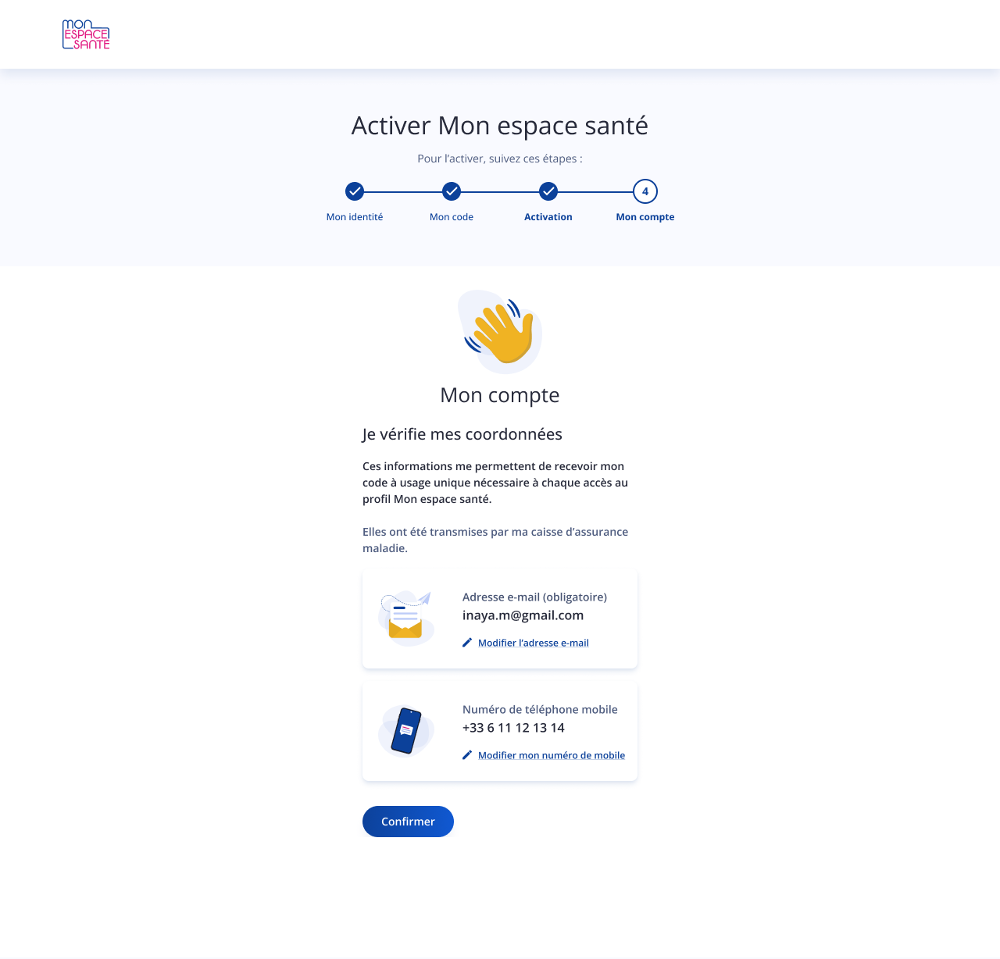 mon
ESPACE
SANTÉ
Activer Mon espace santé
Pour l’activer, suivez ces étapes :
4
Mon identité
Mon code
Activation
Mon compte
Mon compte
Je vérifie mes coordonnées
Ces informations me permettent de recevoir mon
code à usage unique nécessaire à chaque accès au
profil Mon espace santé.
Elles ont été transmises par ma caisse d’assurance
maladie.
Adresse e-mail (obligatoire)
inaya.m@gmail.com
Modifier l’adresse e-mail
Numéro de téléphone mobile
+33 6 11 12 13 14
Modifier mon numéro de mobile
Confirmer